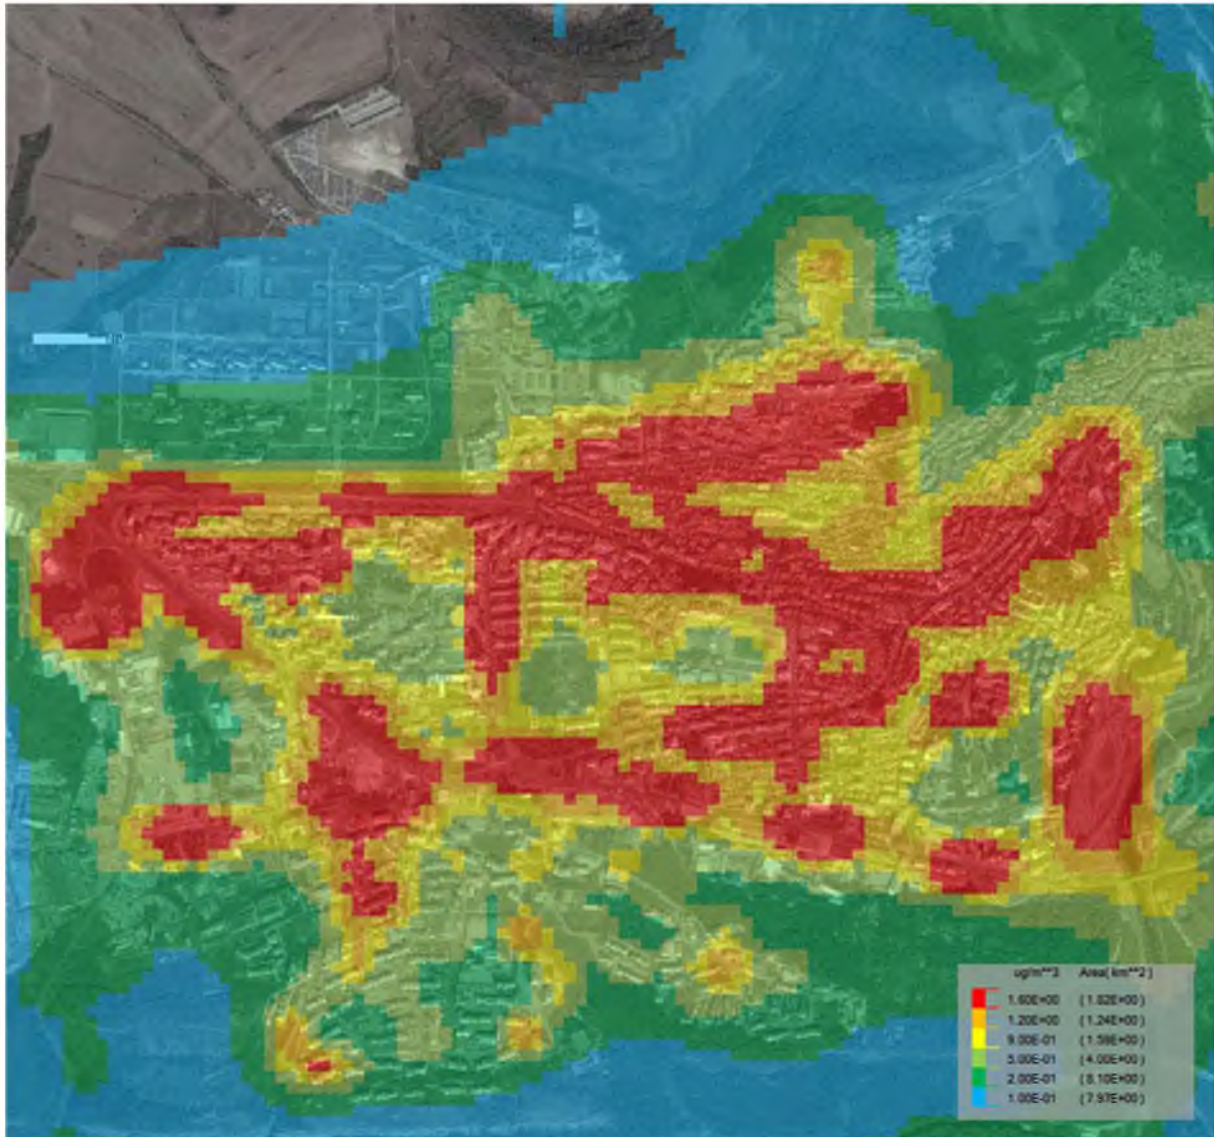 ug/m**3 Area( km**2 )
1.60E+00 ( 1.82E+00 )
1.20E+00 ( 1.24E+00 )
9.00E-01 ( 1.58E+00 )
5.00E-01 ( 4.00E+00 )
2.00E-01 ( 8.10E+00 )
1.00E-01 ( 7.97E+00 )